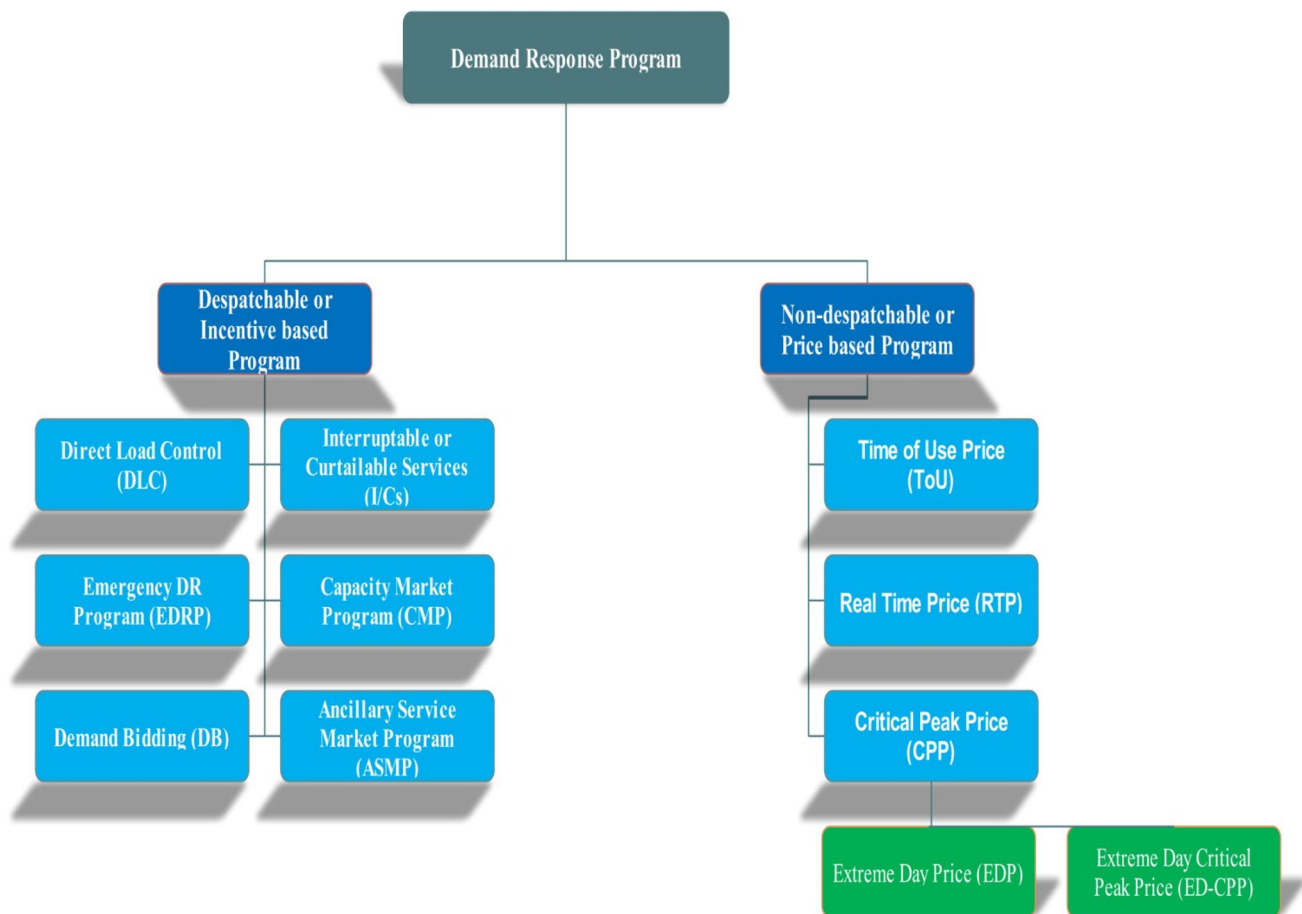 Demand Response Program
Despatchable or
Incentive based
Program
Non-despatchable or
Price based Program
Direct Load Control
(DLC)
Interruptable or
Curtailable Services
(I/Cs)
Time of Use Price
(ToU)
Emergency DR
Program (EDRP)
Capacity Market
Program (CMP)
Real Time Price (RTP)
Demand Bidding (DB)
Ancillary Service
Market Program
(ASMP)
Critical Peak Price
(CPP)
Extreme Day Price (EDP)
Extreme Day Critical
Peak Price (ED-CPP)